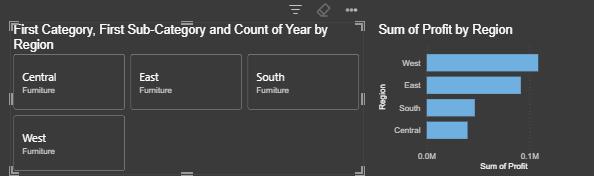 First Category, First Sub-Category and Count of Year by
Region
Central
Furniture
East
Furniture
South
Furniture
West
Furniture
Sum of Profit by Region
Region
West
East
South
Central
0.0M
0.1M
Sum of Profit